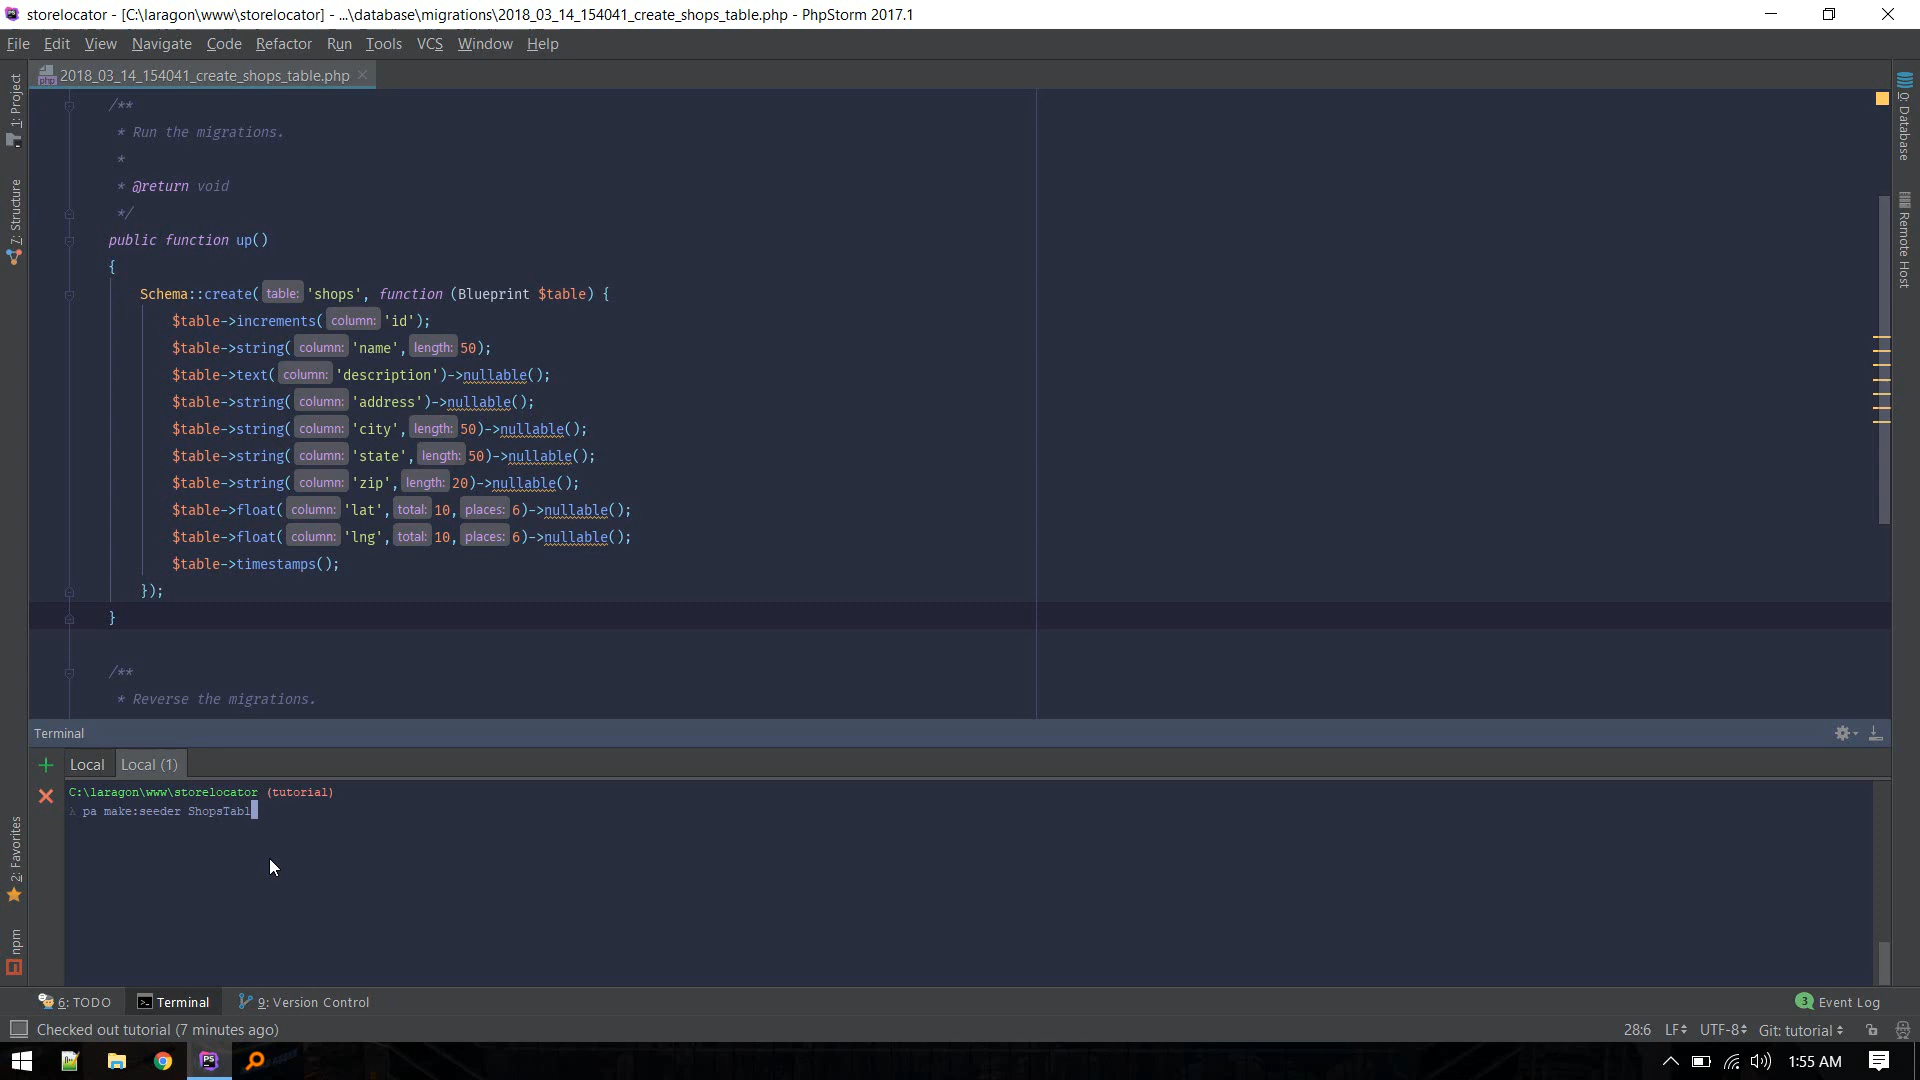 storelocator - [C:\laragon\www\storelocator] - ...\database\migrations\2018_03_14_154041_create_shops_table.php - PhpStorm 2017.1
File Edit View Navigate Code Refactor Run Tools VCS Window Help
2018_03_14_154041_create_shops_table.php
1: Project
7: Structure
2: Favorites
npm
0: Database
Remote Host
/**
* Run the migrations.
*
* @return void
*/
public function up()
{
Schema::create( table: 'shops', function (Blueprint $table) {
$table->increments( column: 'id');
$table->string( column: 'name', length: 50);
$table->text( column: 'description')->nullable();
$table->string( column: 'address')->nullable();
$table->string( column: 'city', length: 50)->nullable();
$table->string( column: 'state', length: 50)->nullable();
$table->string( column: 'zip', length: 20)->nullable();
$table->float( column: 'lat', total: 10, places: 6)->nullable();
$table->float( column: 'lng', total: 10, places: 6)->nullable();
$table->timestamps();
});
}
/**
* Reverse the migrations.
Terminal
Local Local (1)
C:\laragon\www\storelocator (tutorial)
λ pa make:seeder ShopsTabl
6: TODO Terminal 9: Version Control 3 Event Log
Checked out tutorial (7 minutes ago) 28:6 LF UTF-8 Git: tutorial
PS 1:55 AM